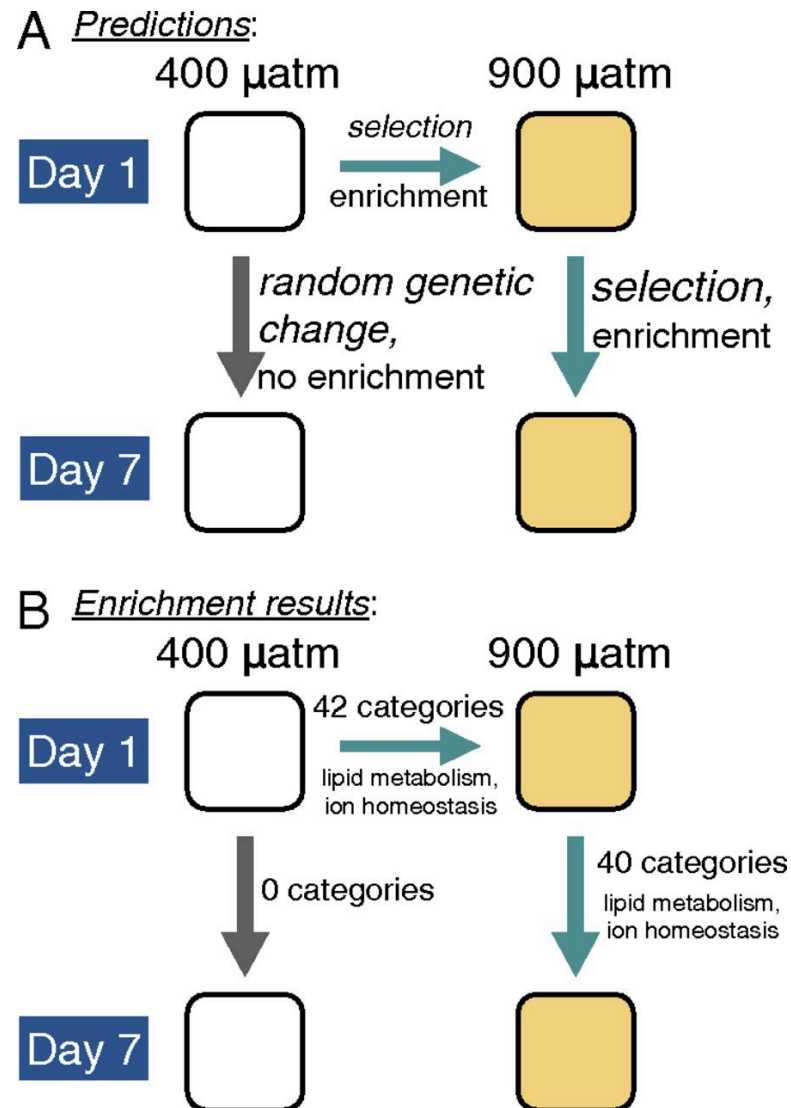 A Predictions:
400 μatm 900 μatm
Day 1
selection
enrichment
random genetic
change,
no enrichment
selection,
enrichment
Day 7
B Enrichment results:
400 μatm 900 μatm
Day 1
42 categories
lipid metabolism,
ion homeostasis
0 categories
40 categories
lipid metabolism,
ion homeostasis
Day 7